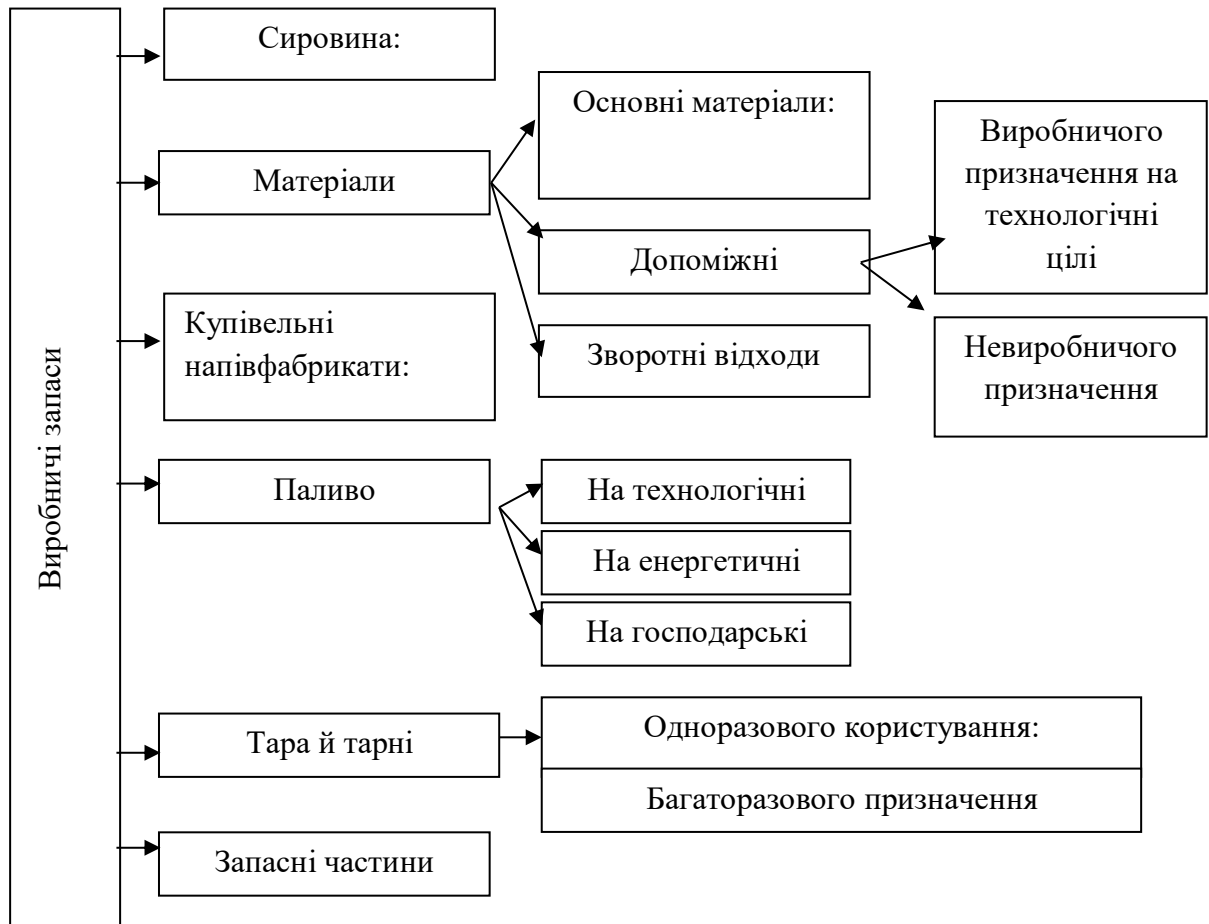 Виробничі запаси
Сировина:
Матеріали
Основні матеріали:
Допоміжні
Зворотні відходи
Виробничого
призначення на
технологічні
цілі
Невиробничого
призначення
Купівельні
напівфабрикати:
Паливо
На технологічні
На енергетичні
На господарські
Тара й тарні
Одноразового користування:
Багаторазового призначення
Запасні частини